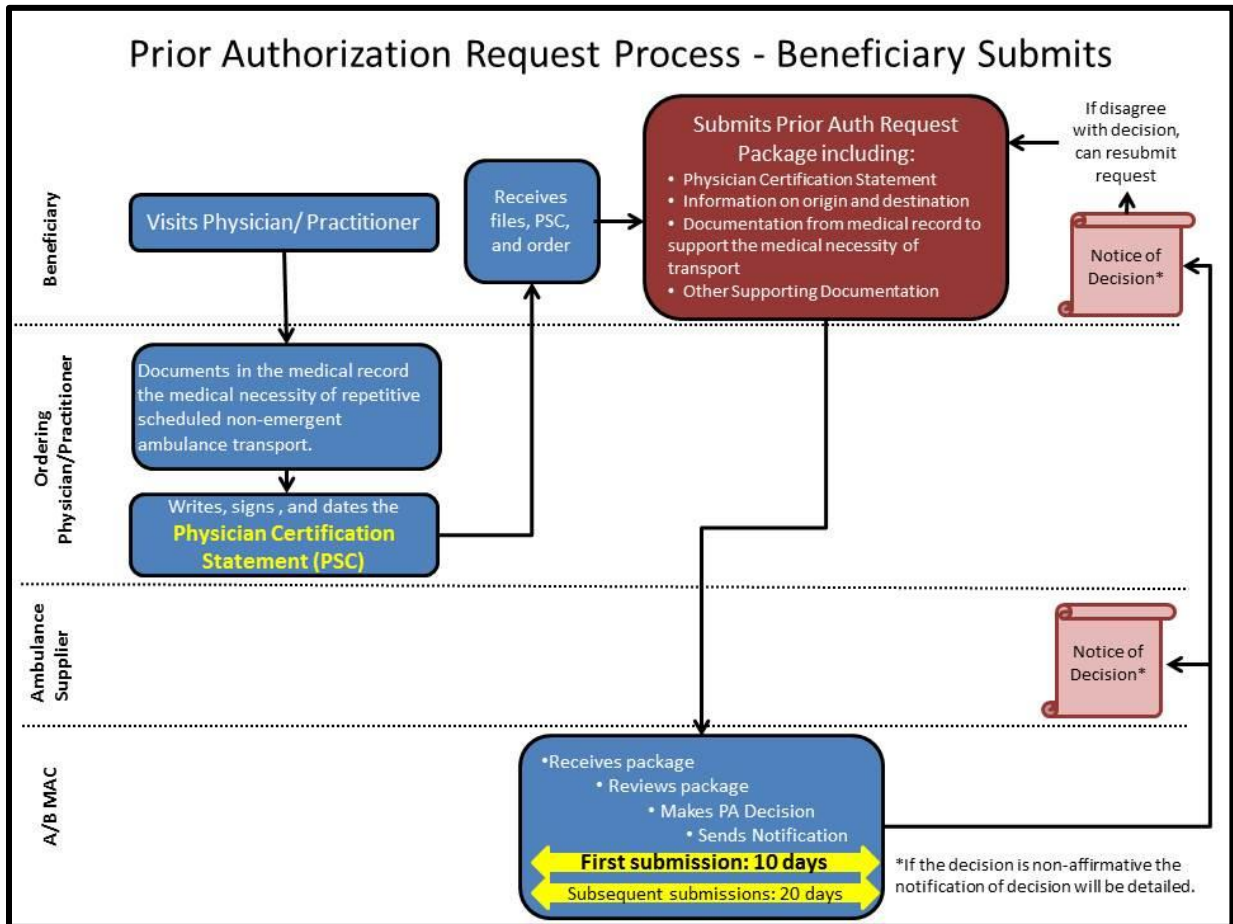 Prior Authorization Request Process - Beneficiary Submits
Beneficiary
Visits Physician/ Practitioner
Receives
files, PSC,
and order
Submits Prior Auth Request
Package including:
• Physician Certification Statement
• Information on origin and destination
• Documentation from medical record to
support the medical necessity of
transport
• Other Supporting Documentation
If disagree
with decision,
can resubmit
request
Notice of
Decision*
Ordering
Physician/Practitioner
Documents in the medical record
the medical necessity of repetitive
scheduled non-emergent
ambulance transport.
Writes, signs , and dates the
Physician Certification
Statement (PSC)
Ambulance
Supplier
Notice of
Decision*
A/B MAC
•Receives package
• Reviews package
• Makes PA Decision
• Sends Notification
First submission: 10 days
Subsequent submissions: 20 days
*If the decision is non-affirmative the
notification of decision will be detailed.